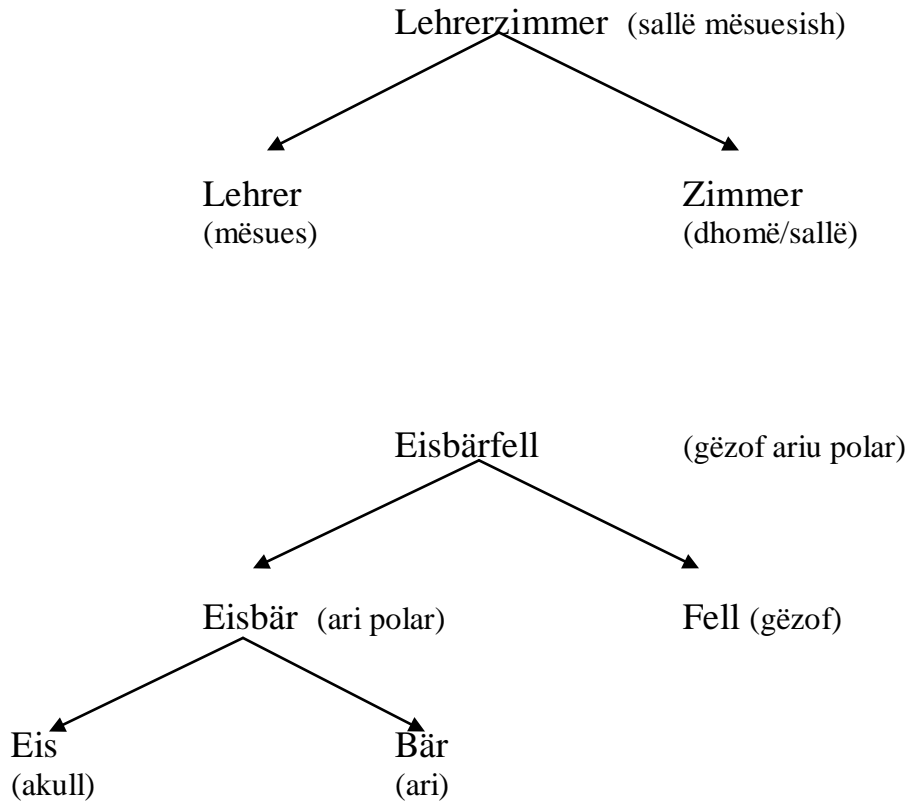 Lehrerzimmer (sallë mësuesish)
Lehrer Zimmer
(mësues) (dhomë/sallë)
Eisbärfell (gëzof ariu polar)
Eisbär (ari polar) Fell (gëzof)
Eis Bär
(akull) (ari)